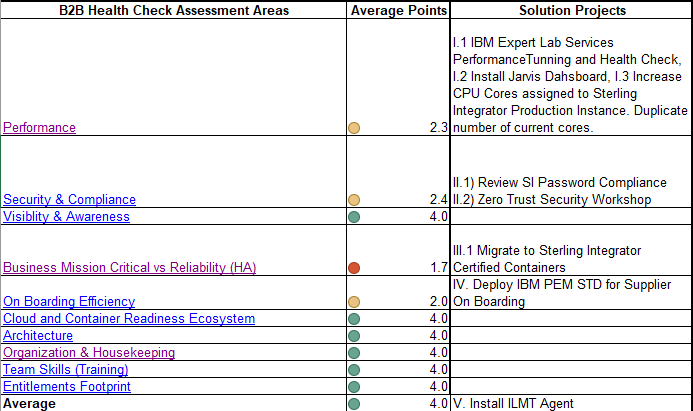 B2B Health Check Assessment Areas Average Points Solution Projects
I.1 IBM Expert Lab Services
PerformanceTunning and Health Check,
I.2 Install Jarvis Dahsboard, I.3 Increase
CPU Cores assigned to Sterling
Integrator Production Instance. Duplicate
Performance 2.3 number of current cores.
II.1) Review SI Password Compliance
Security & Compliance 2.4 II.2) Zero Trust Security Workshop
Visiblity & Awareness 4.0
III.1 Migrate to Sterling Integrator
Business Mission Critical vs Reliability (HA) 1.7 Certified Containers
IV. Deploy IBM PEM STD for Supplier
On Boarding Efficiency 2.0 On Boarding
Cloud and Container Readiness Ecosystem 4.0
Architecture 4.0
Organization & Housekeeping 4.0
Team Skills (Training) 4.0
Entitlements Footprint 4.0
Average 4.0 V. Install ILMT Agent